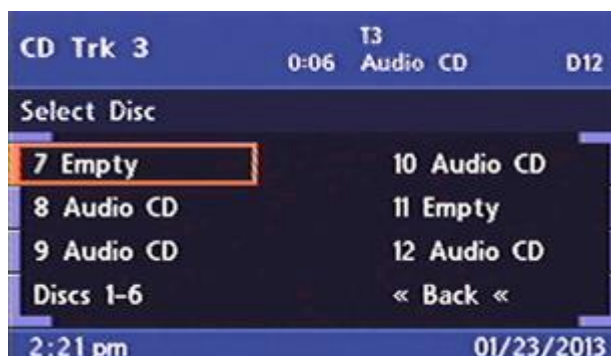 T3
CD Trk 3 0:06 Audio CD D12
Select Disc
7 Empty 10 Audio CD
8 Audio CD 11 Empty
9 Audio CD 12 Audio CD
Discs 1-6 « Back «
2:21 pm 01/23/2013